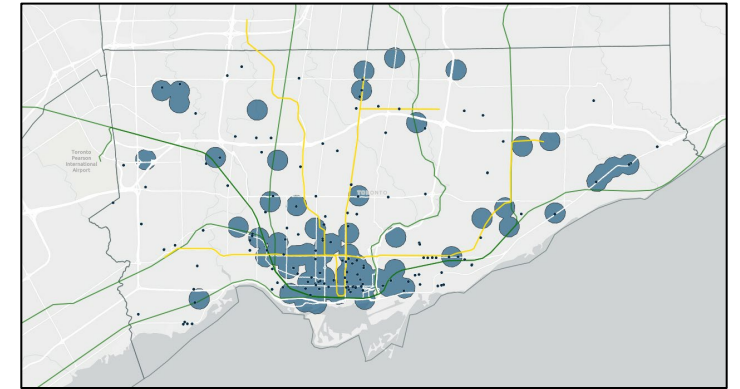 Toronto
Pearson
International
Airport
TORONTO